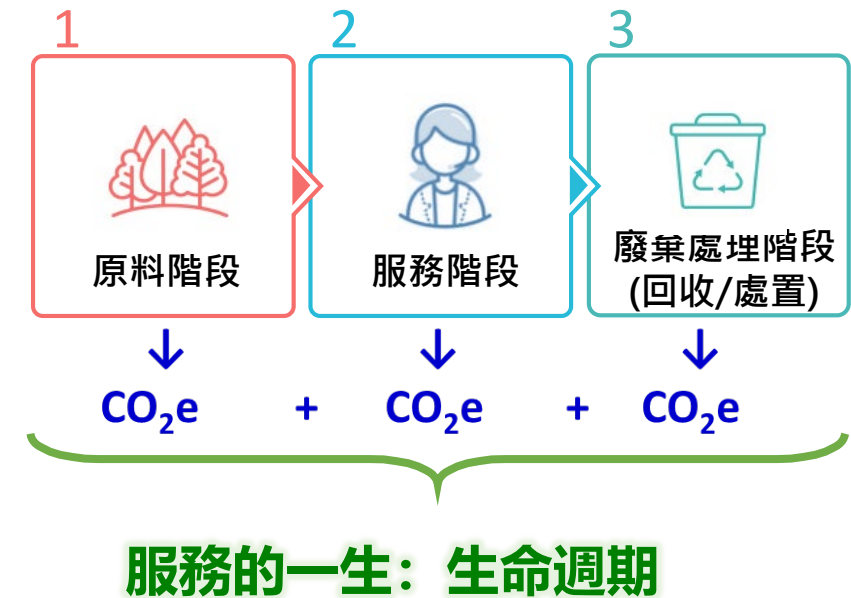 1
2
3
原料階段
服務階段
廢棄處理階段
(回收/處置)
↓ ↓ ↓
CO₂e + CO₂e + CO₂e
服務的一生：生命週期